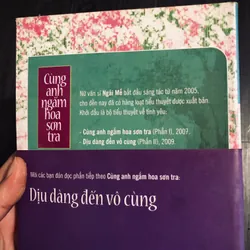 Cùng
anh
ngắm
hoa sơn
tra
Nữ văn sĩ Ngải Mễ bắt đầu sáng tác từ năm 2005,
cho đến nay đã có hàng loạt tiểu thuyết được xuất bản.
Khởi đầu là bộ tiểu thuyết về tình yêu:
- Cùng anh ngắm hoa sơn tra (Phần I), 2007.
- Dịu dàng đến vô cùng (Phần II), 2009.
Mời các bạn đón đọc phần tiếp theo Cùng anh ngắm hoa sơn tra:
Dịu dàng đến vô cùng